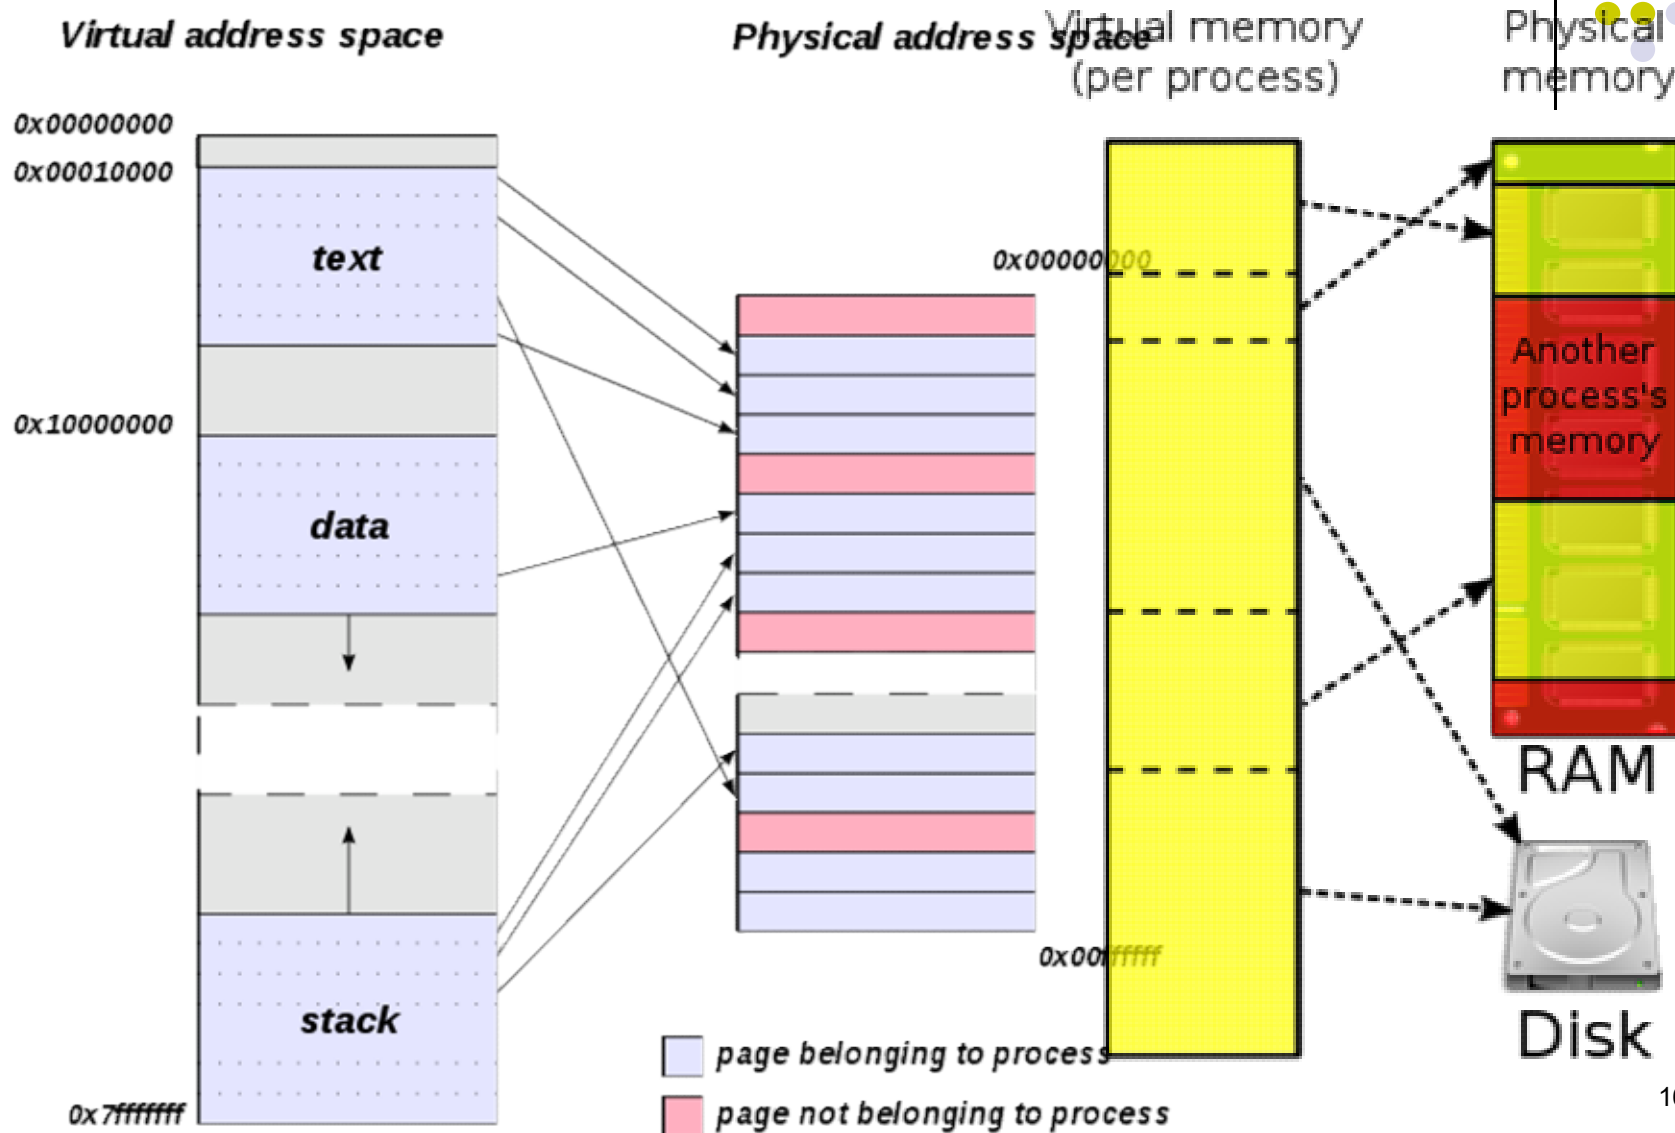 Virtual address space
Physical address space
Virtual memory
(per process)
Physical
memory
0x00000000
0x00010000
text
0x10000000
data
stack
0x7fffffff
0x00000000
0x00ffffff
page belonging to process
page not belonging to process
Another
process's
memory
RAM
Disk